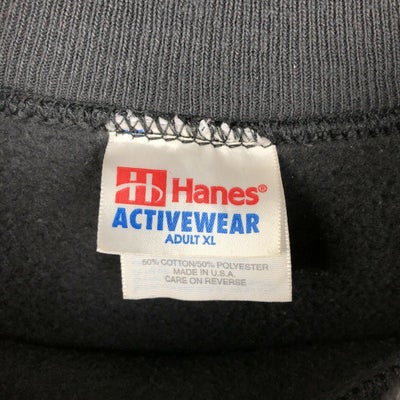 Hanes®
ACTIVEWEAR
ADULT XL
50% COTTON/50% POLYESTER
MADE IN U.S.A.
CARE ON REVERSE